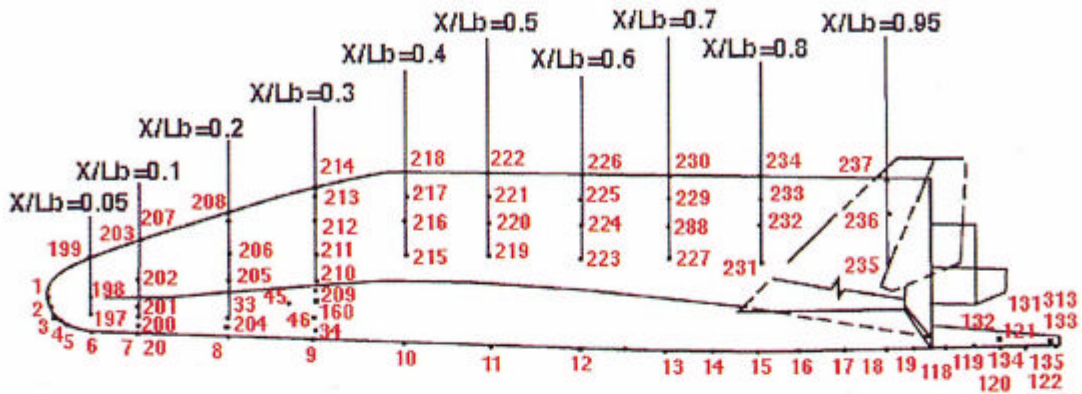 X/Lb=0.5 X/Lb=0.7 X/Lb=0.95
X/Lb=0.4 X/Lb=0.6 X/Lb=0.8
X/Lb=0.3
X/Lb=0.2
X/Lb=0.1
X/Lb=0.05
214 218 222 226 230 234 237
213 217 221 225 229 233
208 212 216 220 224 288 232 236
203 207
199 206 211 215 219 223 227 231 235
1 198 202 205 210
2 197 201 33 45 209 131 313
3 200 204 46 160 132 121 133
4 5 6 7 20 8 34 9 10 11 12 13 14 15 16 17 18 19 118 119 134 135
120 122